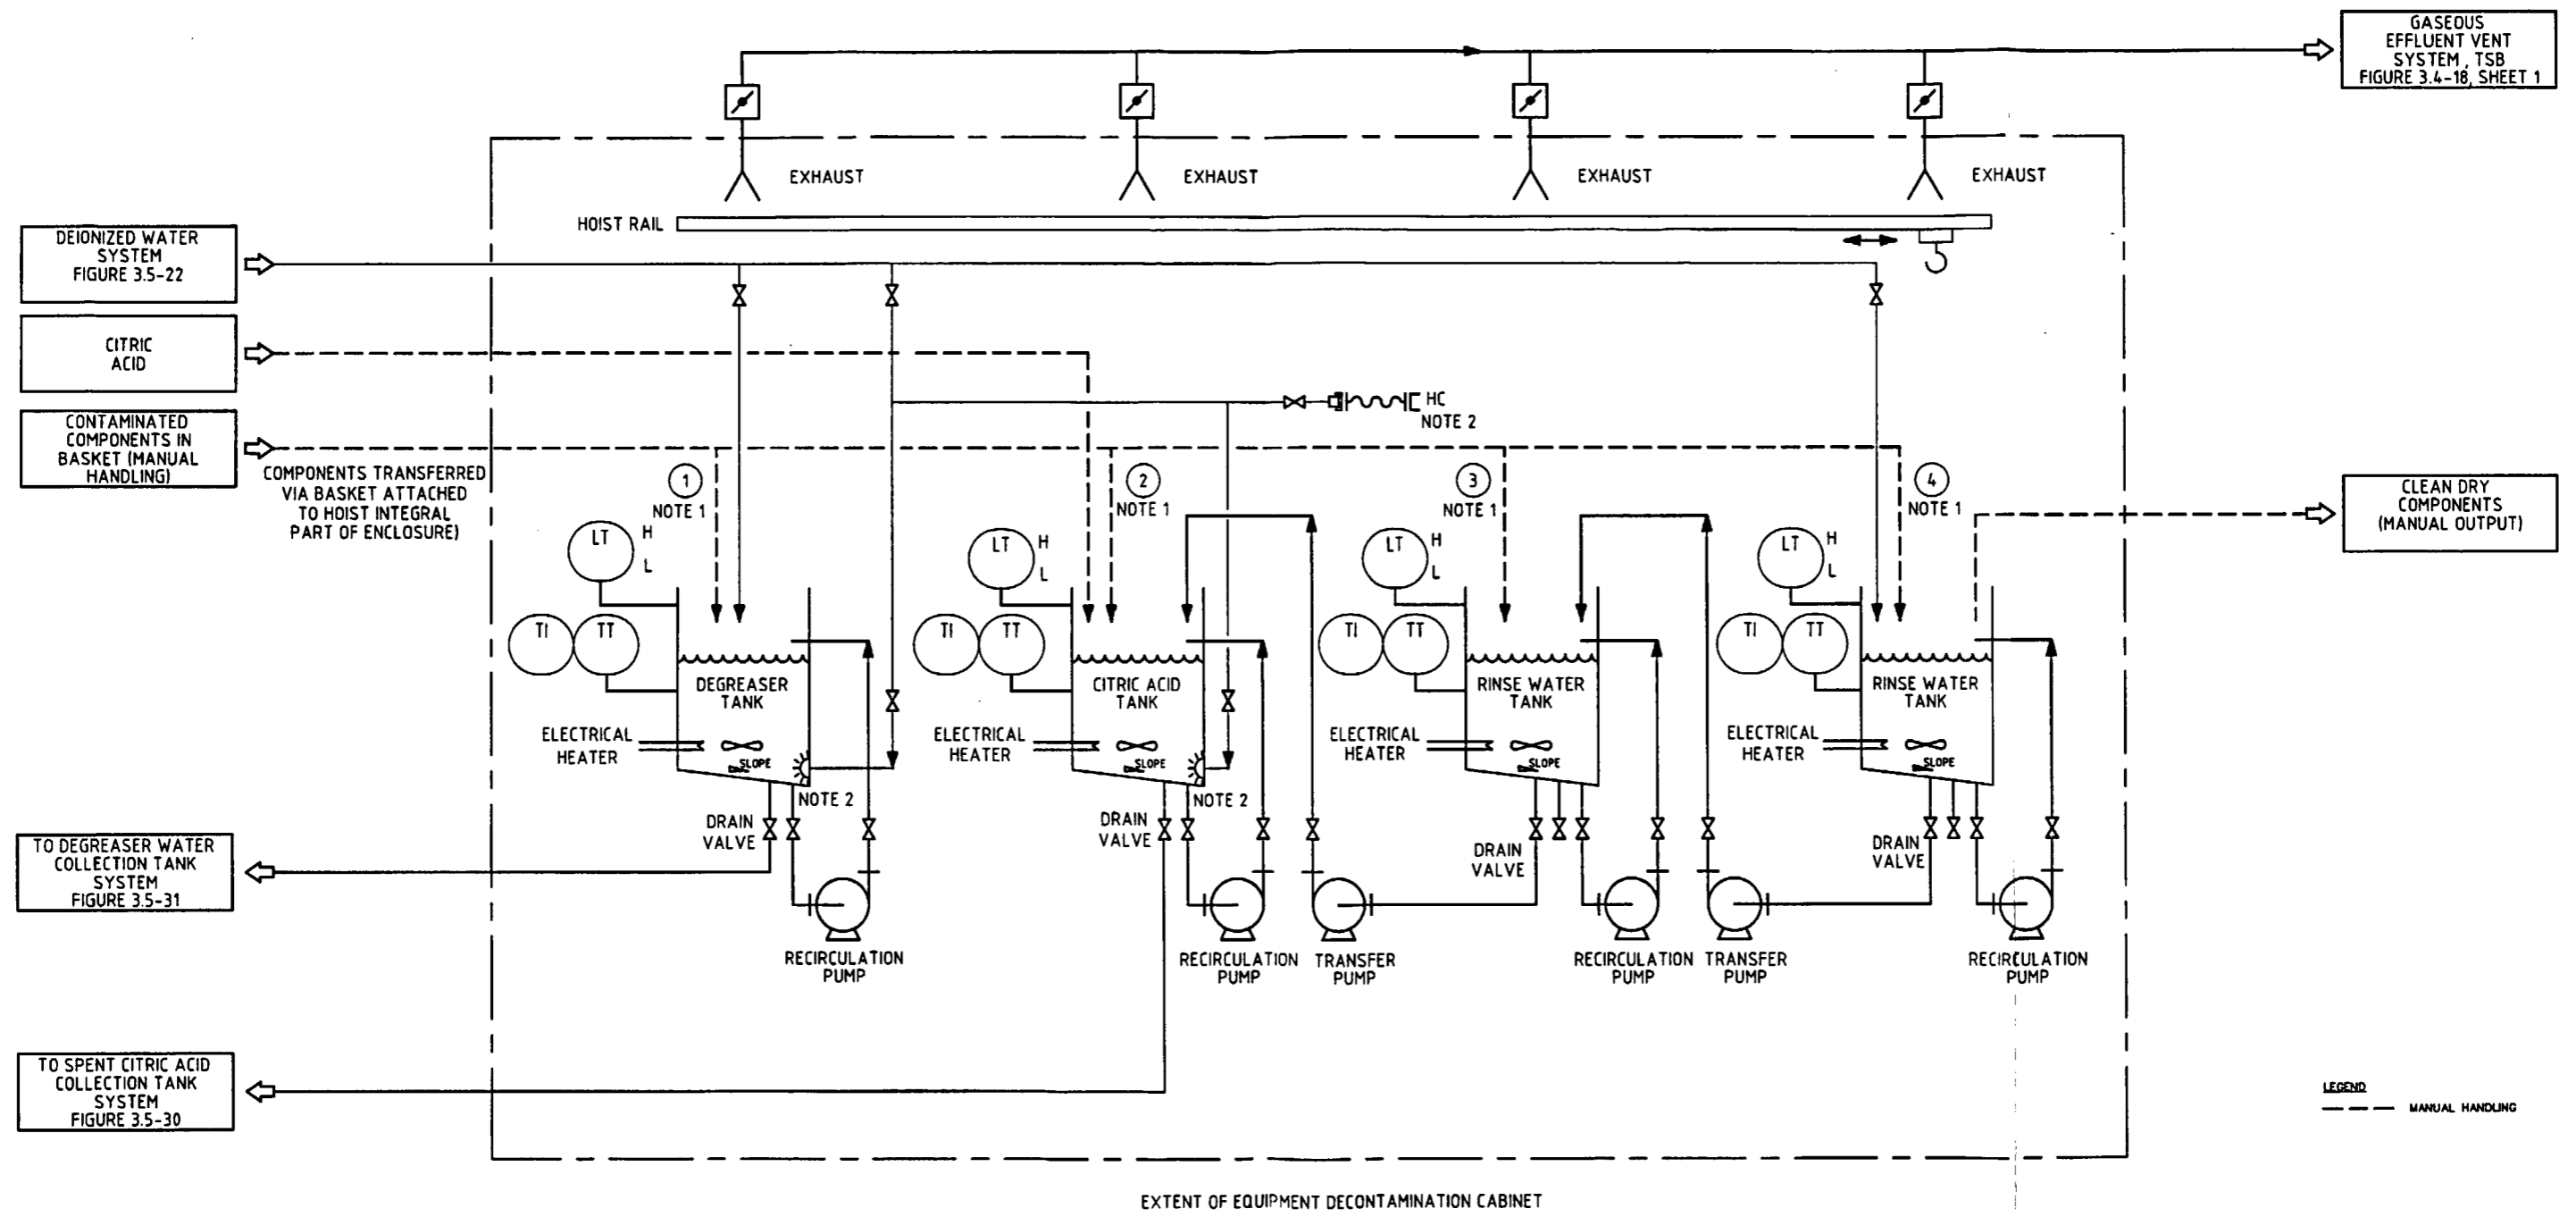 GASEOUS
EFFLUENT VENT
SYSTEM, TSB
FIGURE 3.4-18, SHEET 1
EXHAUST
EXHAUST
EXHAUST
EXHAUST
HOIST RAIL
DEIONIZED WATER
SYSTEM
FIGURE 3.5-22
CITRIC
ACID
HC
NOTE 2
CONTAMINATED
COMPONENTS IN
BASKET (MANUAL
HANDLING)
COMPONENTS TRANSFERRED
VIA BASKET ATTACHED
TO HOIST INTEGRAL
PART OF ENCLOSURE)
1
NOTE 1
2
NOTE 1
3
NOTE 1
4
NOTE 1
CLEAN DRY
COMPONENTS
(MANUAL OUTPUT)
LT
H
L
LT
H
L
LT
H
L
LT
H
L
TI
TT
TI
TT
TI
TT
TI
TT
DEGREASER
TANK
CITRIC ACID
TANK
RINSE WATER
TANK
RINSE WATER
TANK
ELECTRICAL
HEATER
ELECTRICAL
HEATER
ELECTRICAL
HEATER
ELECTRICAL
HEATER
SLOPE
SLOPE
SLOPE
SLOPE
NOTE 2
NOTE 2
DRAIN
VALVE
DRAIN
VALVE
DRAIN
VALVE
DRAIN
VALVE
TO DEGREASER WATER
COLLECTION TANK
SYSTEM
FIGURE 3.5-31
RECIRCULATION
PUMP
RECIRCULATION
PUMP
TRANSFER
PUMP
RECIRCULATION
PUMP
TRANSFER
PUMP
RECIRCULATION
PUMP
TO SPENT CITRIC ACID
COLLECTION TANK
SYSTEM
FIGURE 3.5-30
LEGEND
MANUAL HANDLING
EXTENT OF EQUIPMENT DECONTAMINATION CABINET